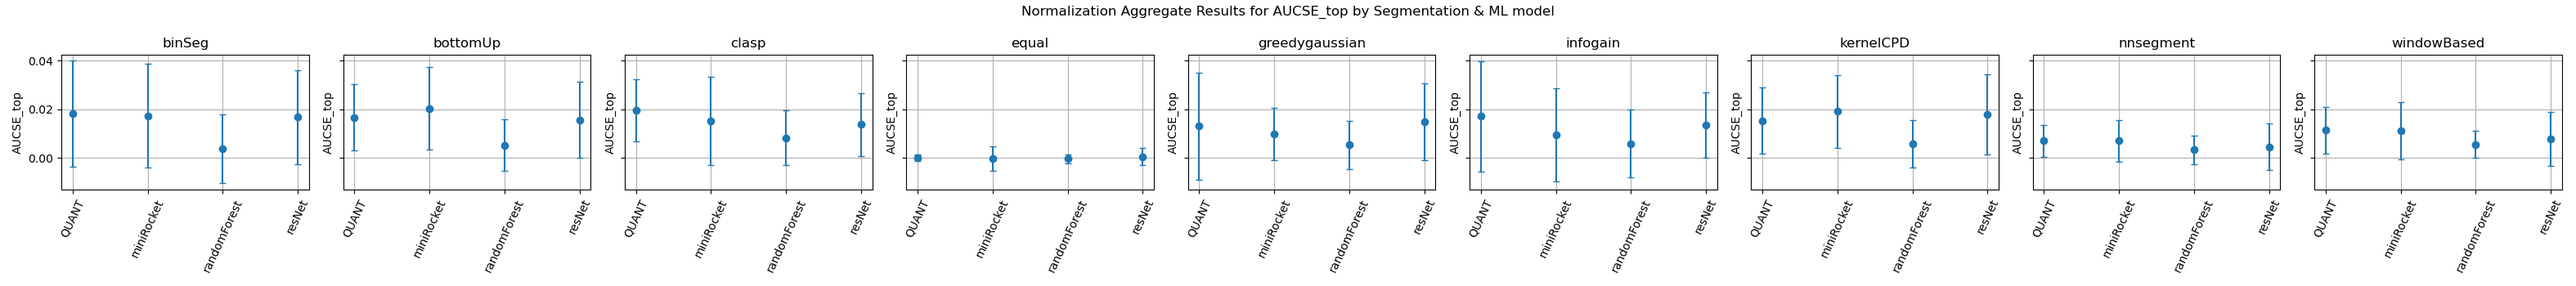 Normalization Aggregate Results for AUCSE_top by Segmentation & ML model
binSeg
AUCSE_top
0.04
0.02
0.00
QUANT
miniRocket
randomForest
resNet
bottomUp
AUCSE_top
QUANT
miniRocket
randomForest
resNet
clasp
AUCSE_top
QUANT
miniRocket
randomForest
resNet
equal
AUCSE_top
QUANT
miniRocket
randomForest
resNet
greedygaussian
AUCSE_top
QUANT
miniRocket
randomForest
resNet
infogain
AUCSE_top
QUANT
miniRocket
randomForest
resNet
kernelCPD
AUCSE_top
QUANT
miniRocket
randomForest
resNet
nnsegment
AUCSE_top
QUANT
miniRocket
randomForest
resNet
windowBased
AUCSE_top
QUANT
miniRocket
randomForest
resNet